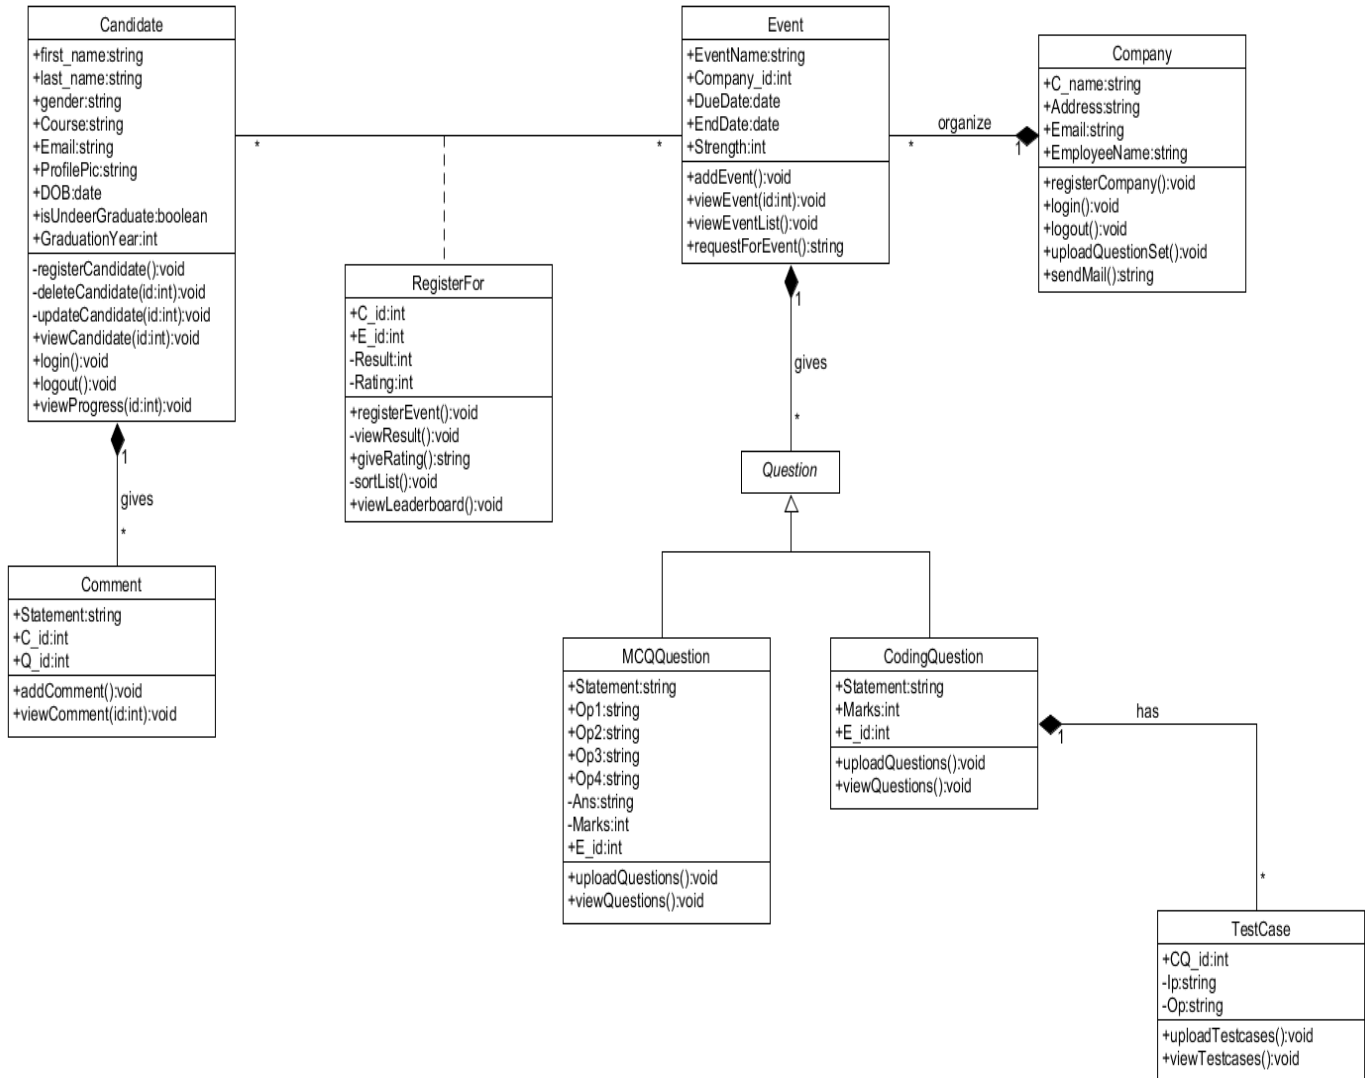 Candidate
+first_name:string
+last_name:string
+gender:string
+Course:string
+Email:string
+ProfilePic:string
+DOB:date
+isUndeerGraduate:boolean
+GraduationYear:int
-registerCandidate():void
-deleteCandidate(id:int):void
-updateCandidate(id:int):void
+viewCandidate(id:int):void
+login():void
+logout():void
+viewProgress(id:int):void
*
*
Event
+EventName:string
+Company_id:int
+DueDate:date
+EndDate:date
+Strength:int
+addEvent():void
+viewEvent(id:int):void
+viewEventList():void
+requestForEvent():string
organize
*
1
Company
+C_name:string
+Address:string
+Email:string
+EmployeeName:string
+registerCompany():void
+login():void
+logout():void
+uploadQuestionSet():void
+sendMail():string
RegisterFor
+C_id:int
+E_id:int
-Result:int
-Rating:int
+registerEvent():void
-viewResult():void
+giveRating():string
-sortList():void
+viewLeaderboard():void
1
gives
*
Question
1
gives
*
Comment
+Statement:string
+C_id:int
+Q_id:int
+addComment():void
+viewComment(id:int):void
MCQQuestion
+Statement:string
+Op1:string
+Op2:string
+Op3:string
+Op4:string
-Ans:string
-Marks:int
+E_id:int
+uploadQuestions():void
+viewQuestions():void
CodingQuestion
+Statement:string
+Marks:int
+E_id:int
+uploadQuestions():void
+viewQuestions():void
1
has
*
TestCase
+CQ_id:int
-Ip:string
-Op:string
+uploadTestcases():void
+viewTestcases():void